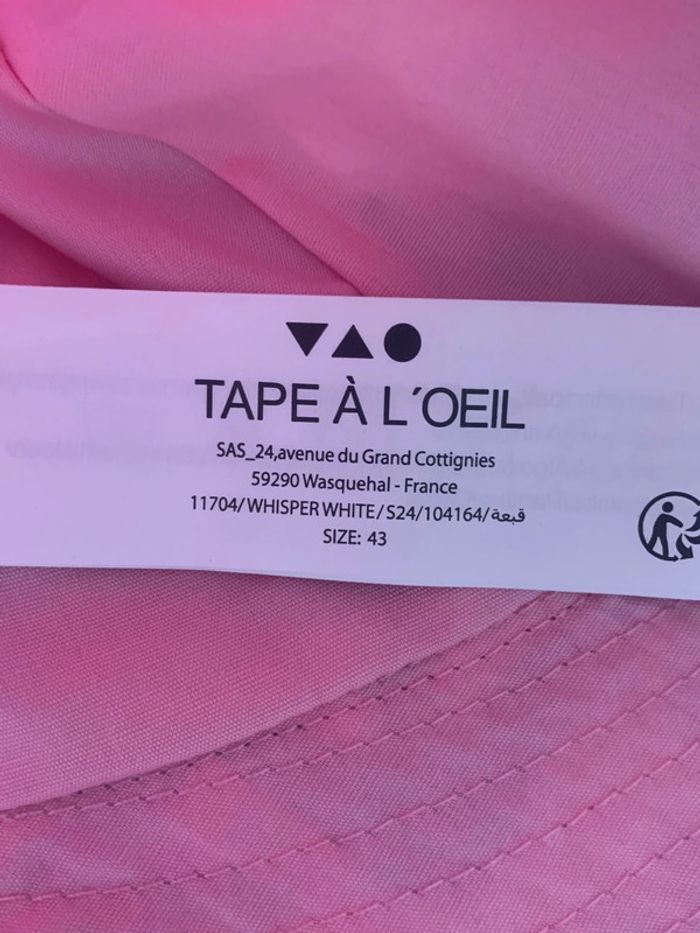 TAPE À L´OEIL
SAS_24,avenue du Grand Cottignies
59290 Wasquehal - France
11704/ WHISPER WHITE / S24/104164/قبعة
SIZE: 43